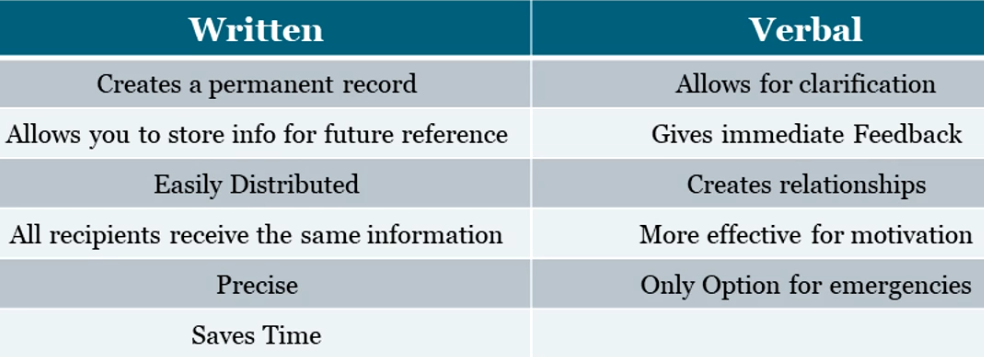 Written Verbal
Creates a permanent record Allows for clarification
Allows you to store info for future reference Gives immediate Feedback
Easily Distributed Creates relationships
All recipients receive the same information More effective for motivation
Precise Only Option for emergencies
Saves Time